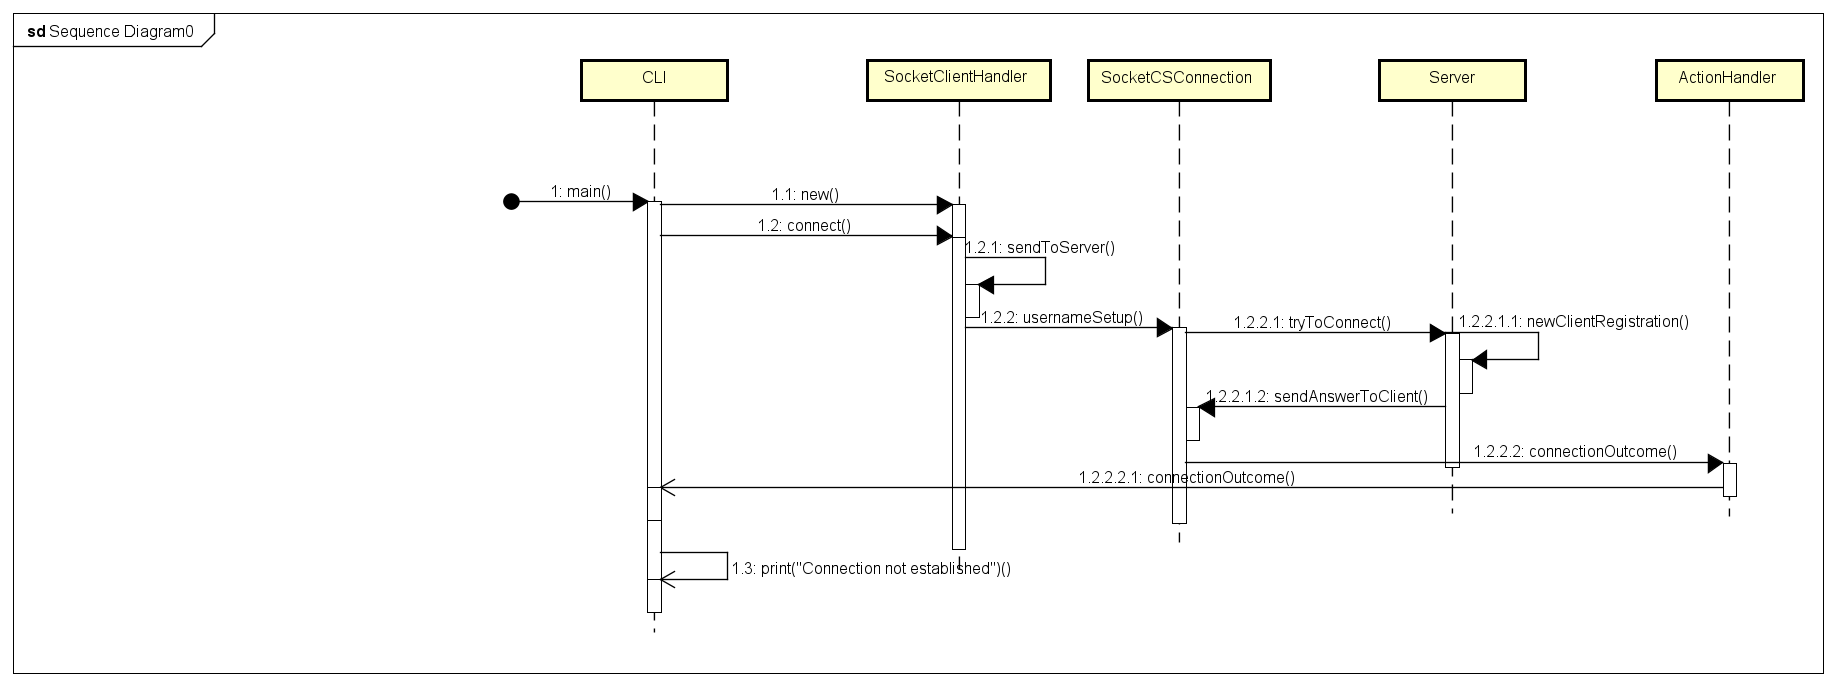 sd Sequence Diagram0
CLI
SocketClientHandler
SocketCSConnection
Server
ActionHandler
1: main()
1.1: new()
1.2: connect()
1.2.1: sendToServer()
1.2.2: usernameSetup()
1.2.2.1: tryToConnect()
1.2.2.1.1: newClientRegistration()
1.2.2.1.2: sendAnswerToClient()
1.2.2.2: connectionOutcome()
1.2.2.2.1: connectionOutcome()
1.3: print("Connection not established")()